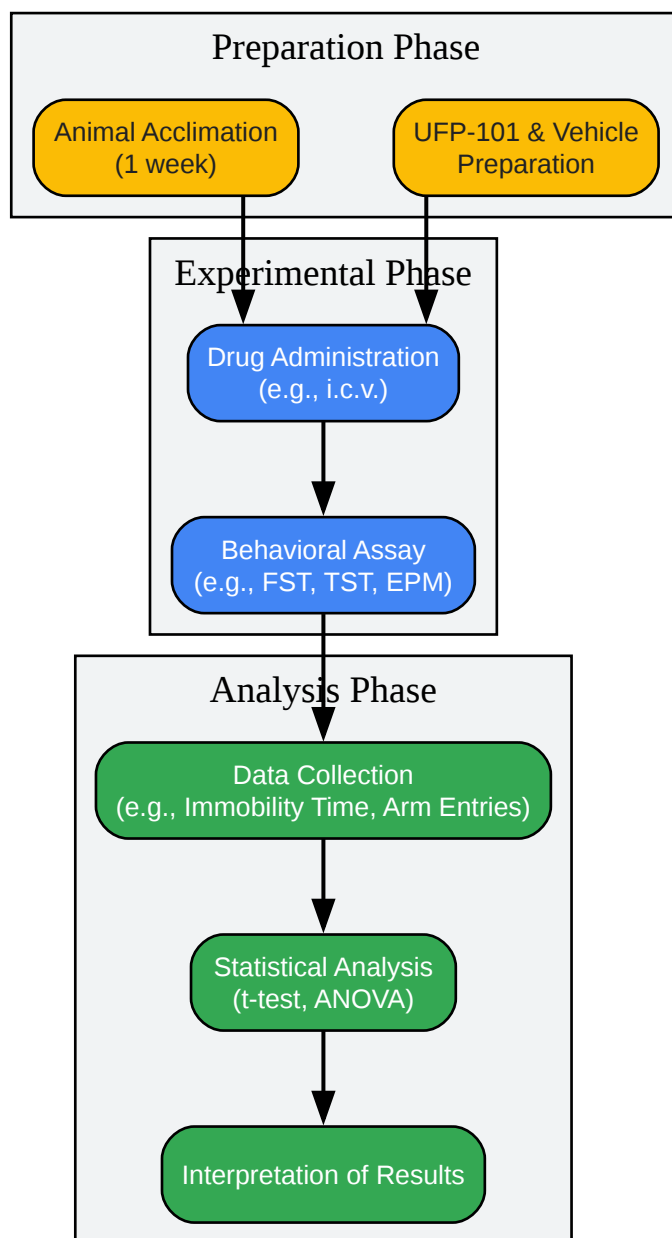 Preparation Phase
Animal Acclimation
(1 week)
UFP-101 & Vehicle
Preparation
Experimental Phase
Drug Administration
(e.g., i.c.v.)
Behavioral Assay
(e.g., FST, TST, EPM)
Analysis Phase
Data Collection
(e.g., Immobility Time, Arm Entries)
Statistical Analysis
(t-test, ANOVA)
Interpretation of Results